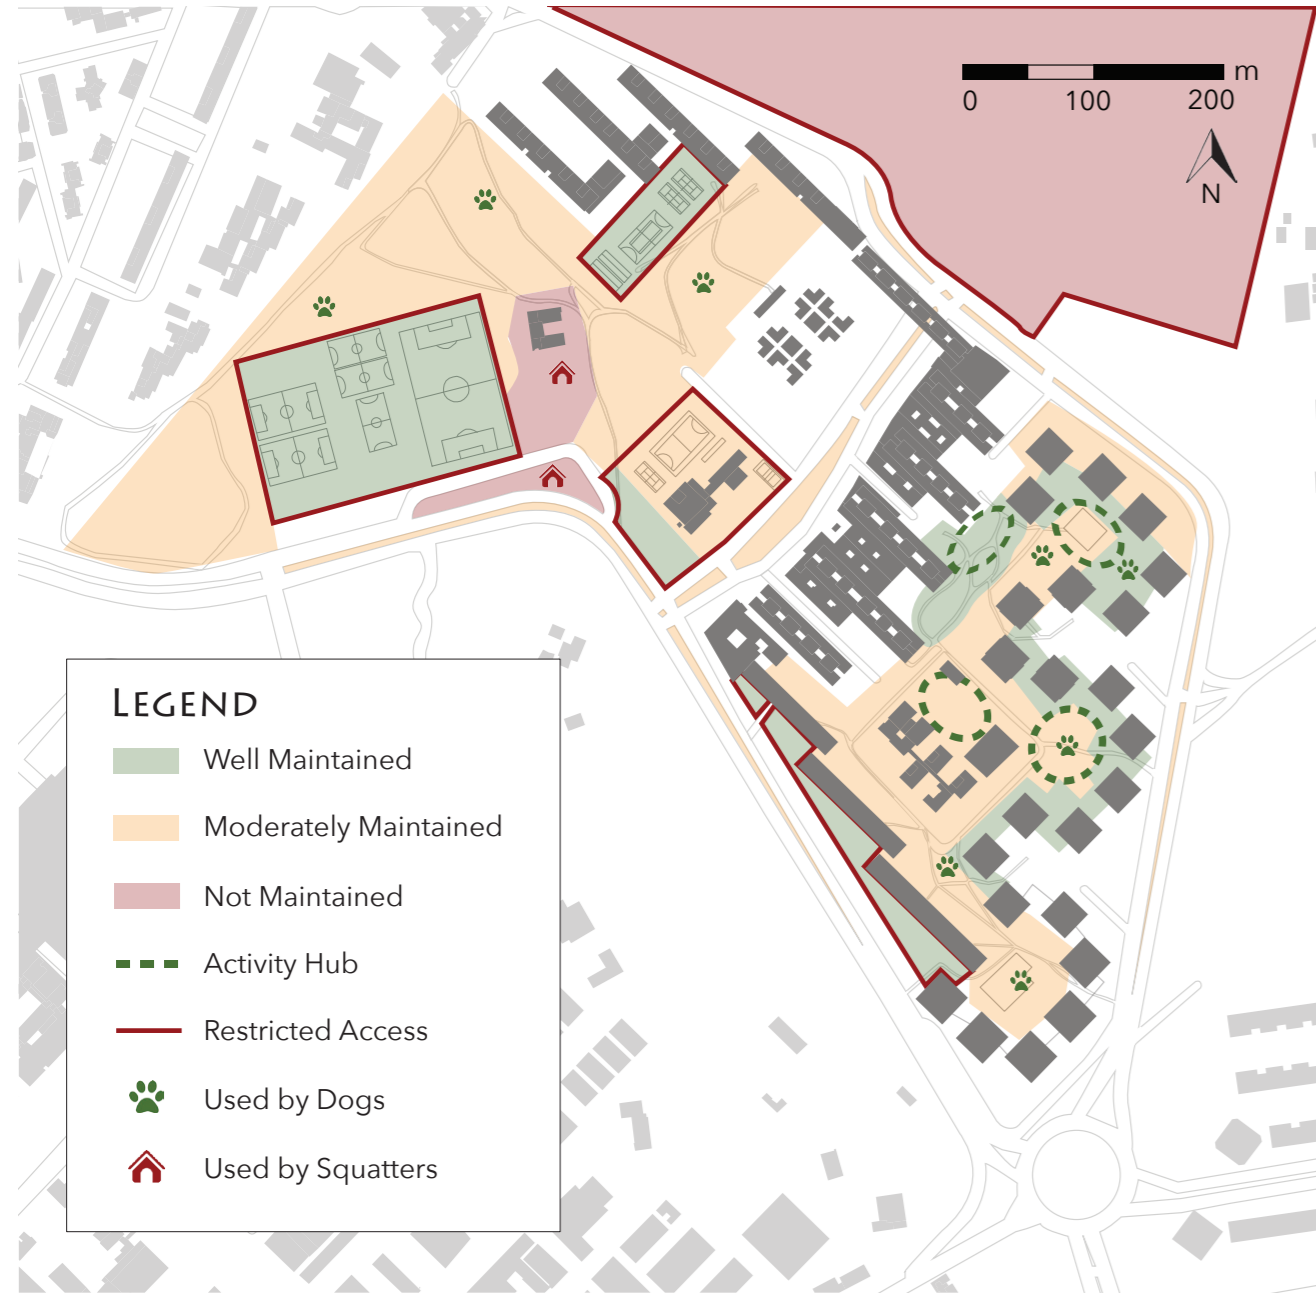 m
0 100 200
N
LEGEND
Well Maintained
Moderately Maintained
Not Maintained
Activity Hub
Restricted Access
Used by Dogs
Used by Squatters